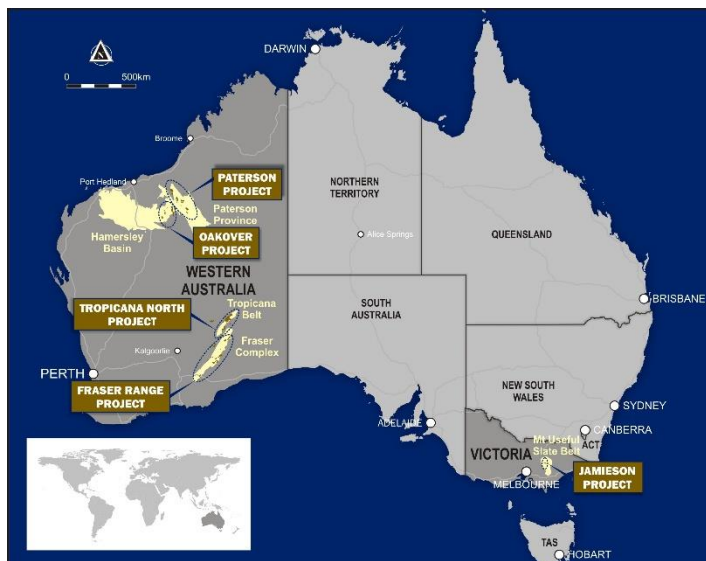 DARWIN
0 500km
Broome
Port Hedland
PATERSON
PROJECT
NORTHERN
TERRITORY
Paterson
Province
Hamersley
Basin
OAKOVER
PROJECT
Alice Springs
QUEENSLAND
WESTERN
AUSTRALIA
TROPICANA NORTH
PROJECT
Tropicana
Belt
SOUTH
AUSTRALIA
BRISBANE
Kalgoorlie
Fraser
Complex
PERTH
FRASER RANGE
PROJECT
NEW SOUTH
WALES
SYDNEY
ADELAIDE
CANBERRA
ACT
Mt Useful
Slate Belt
VICTORIA
MELBOURNE
JAMIESON
PROJECT
TAS
HOBART